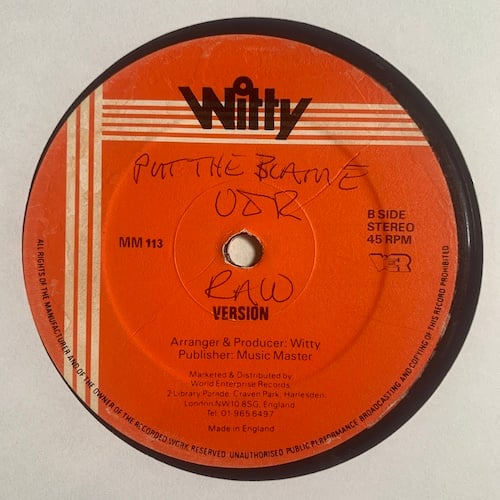 Witty
PUT THE BLAME
UDR
B SIDE
STEREO
45 RPM
MM 113
WER
RAW
VERSION
Arranger & Producer: Witty
Publisher: Music Master
Marketed & Distributed by:
World Enterprise Records
2 Library Parade, Craven Park, Harlesden,
London.NW10 8SG, England
Tel: 01-965 6497
Made in England
ALL RIGHTS OF THE MANUFACTURER AND OF THE OWNER OF THE RECORDED WORK RESERVED UNAUTHORISED PUBLIC PERFORMANCE BROADCASTING AND COPYING OF THIS RECORD PROHIBITED